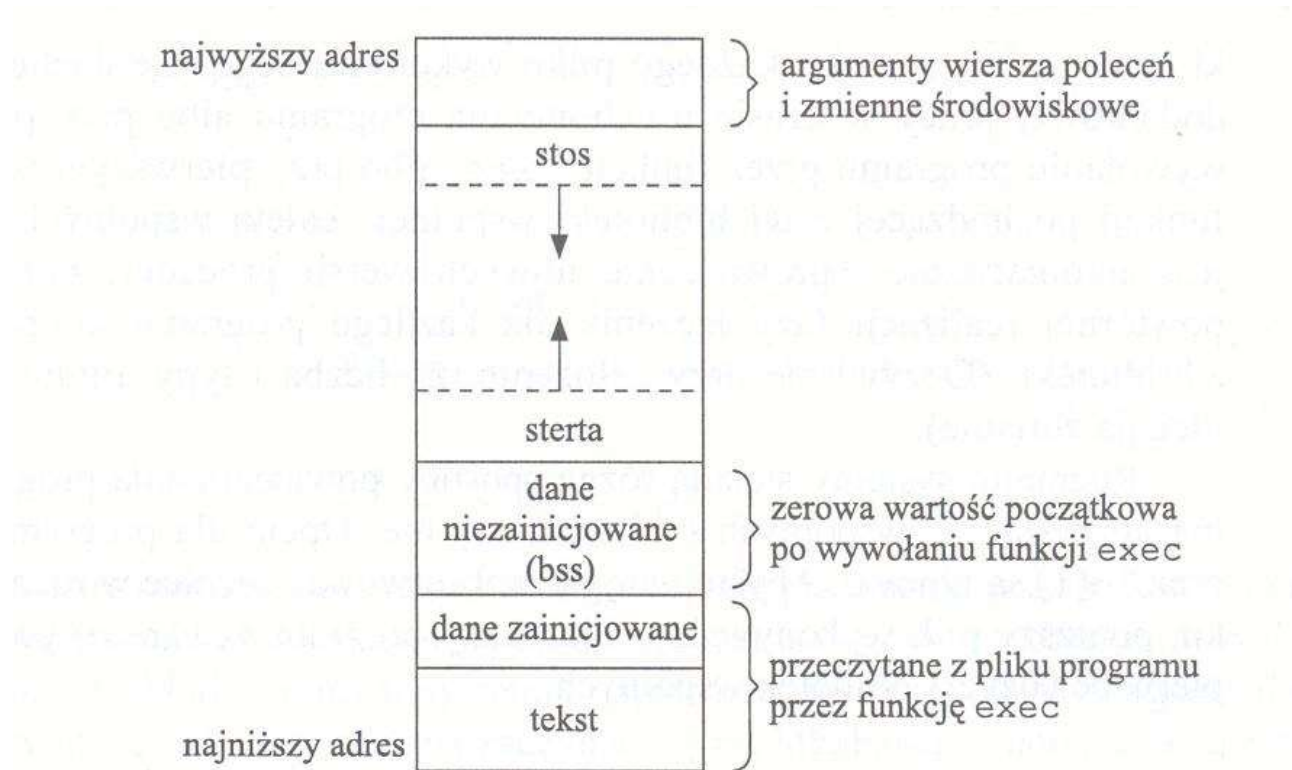 najwyższy adres
argumenty wiersza poleceń
i zmienne środowiskowe
stos
sterta
dane
niezainicjowane
(bss)
zerowa wartość początkowa
po wywołaniu funkcji exec
dane zainicjowane
przeczytane z pliku programu
przez funkcję exec
tekst
najniższy adres